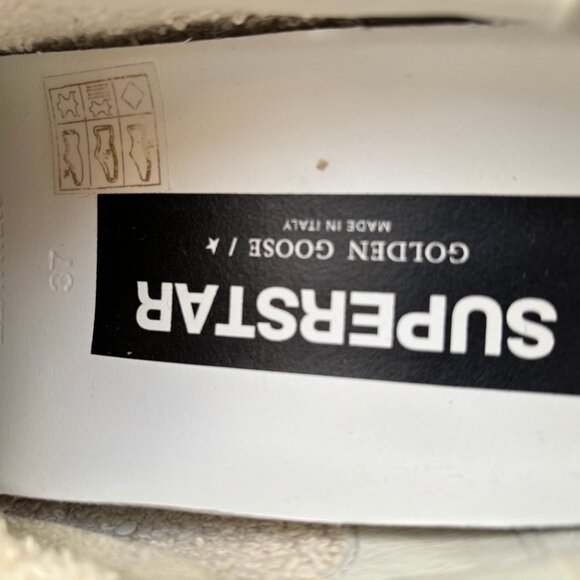 SUPERSTAR
GOLDEN GOOSE / ★
MADE IN ITALY
37